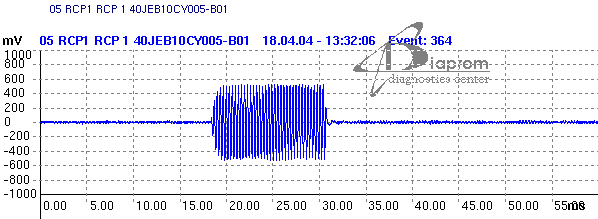 05 RCP1 RCP 1 40JEB10CY005-B01
mV 05 RCP1 RCP 1 40JEB10CY005-B01 18.04.04 - 13:32:06 Event: 364
Diaprom
diagnostics center
1000
800
600
400
200
0
-200
-400
-600
-800
-1000
0.00 5.00 10.00 15.00 20.00 25.00 30.00 35.00 40.00 45.00 50.00 55.00 ms